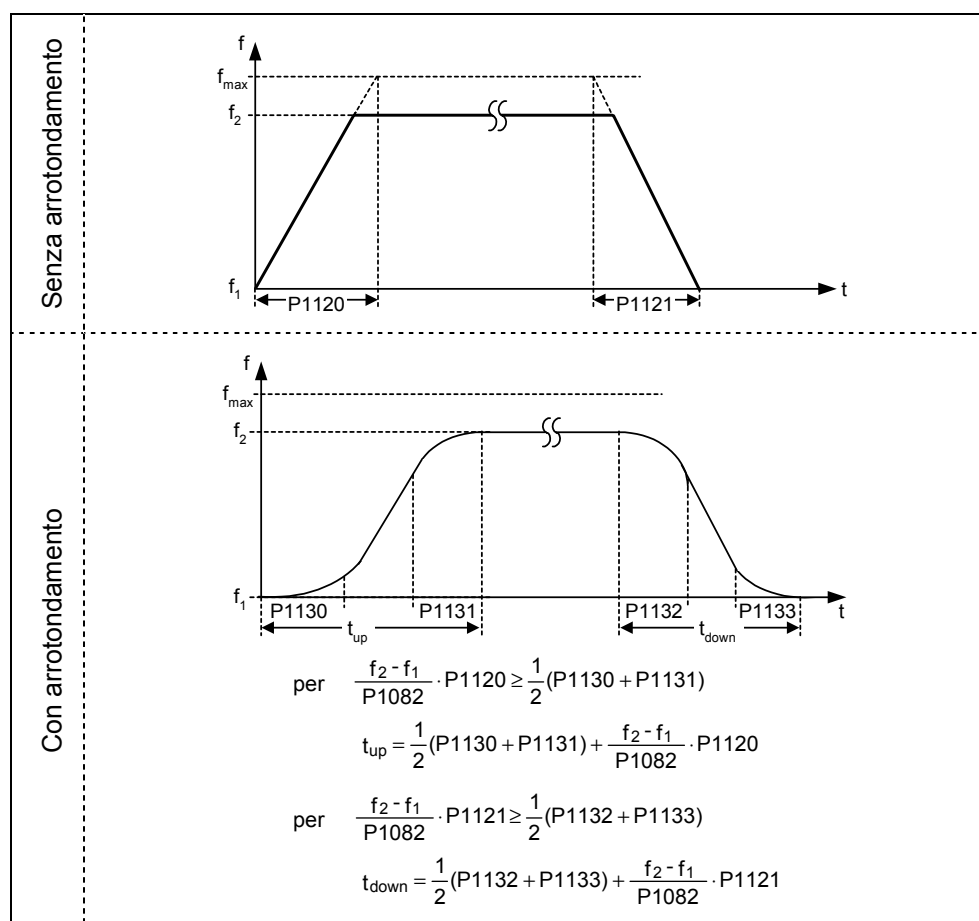 Senza arrotondamento
f
fmax
f2
f1
P1120
P1121
t
Con arrotondamento
f
fmax
f2
f1
P1130
P1131
P1132
P1133
t
tup
tdown
per (f2 - f1)/P1082 · P1120 ≥ 1/2 (P1130 + P1131)
tup = 1/2 (P1130 + P1131) + (f2 - f1)/P1082 · P1120
per (f2 - f1)/P1082 · P1121 ≥ 1/2 (P1132 + P1133)
tdown = 1/2 (P1132 + P1133) + (f2 - f1)/P1082 · P1121